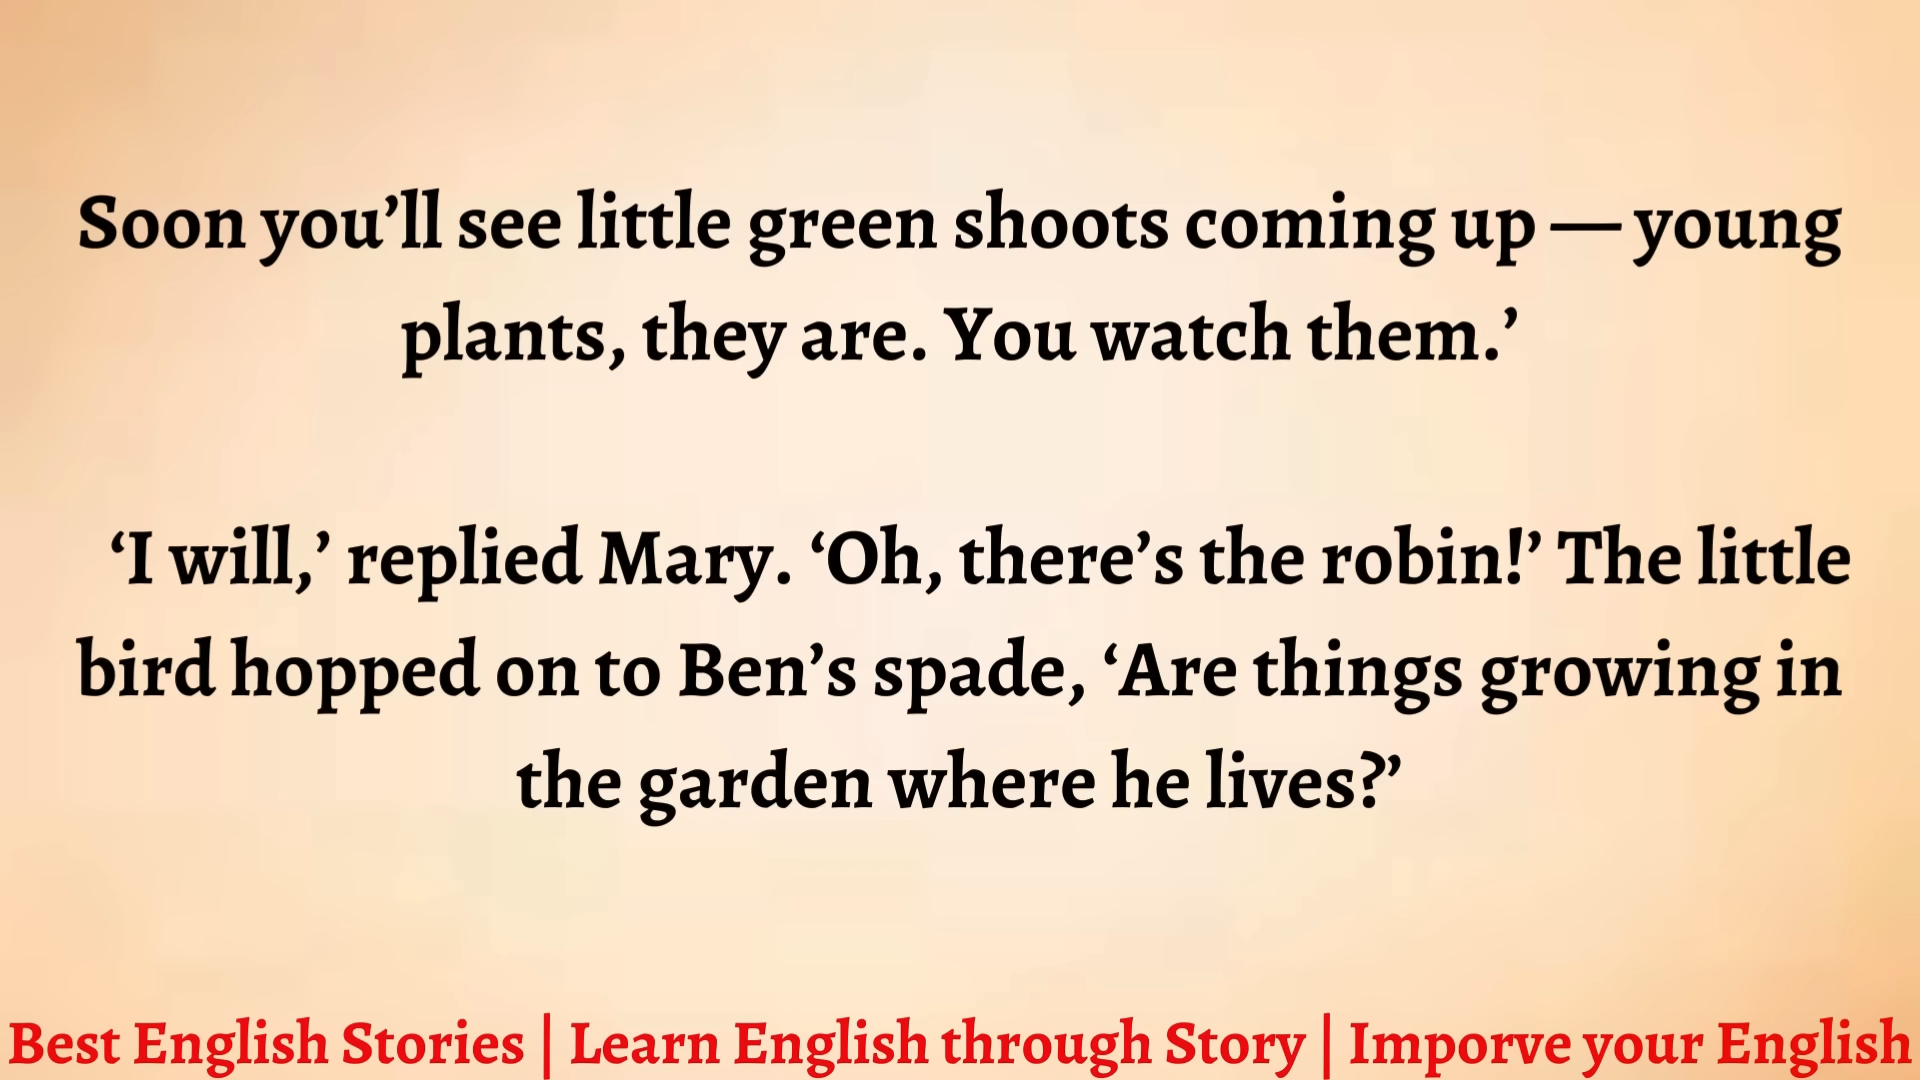 Soon you’ll see little green shoots coming up — young
plants, they are. You watch them.’
‘I will,’ replied Mary. ‘Oh, there’s the robin!’ The little
bird hopped on to Ben’s spade, ‘Are things growing in
the garden where he lives?’
Best English Stories | Learn English through Story | Imporve your English